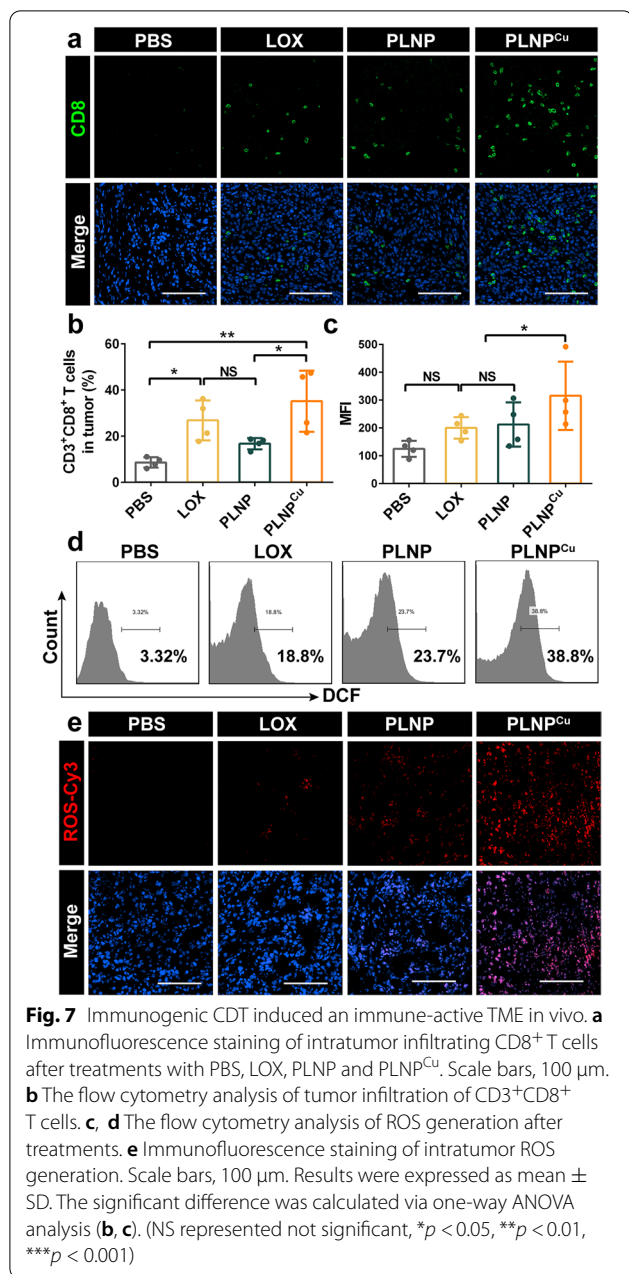 a
PBS LOX PLNP PLNPCu
CD8
Merge
b
CD3+CD8+ T cells
in tumor (%)
60
40
20
0
**
*
NS
*
PBS LOX PLNP PLNPCu
c
MFI
500
400
300
200
100
0
*
NS NS
PBS LOX PLNP PLNPCu
d
PBS LOX PLNP PLNPCu
Count
3.32% 18.8% 23.7% 38.8%
3.32% 18.8% 23.7% 38.8%
DCF
e
PBS LOX PLNP PLNPCu
ROS-Cy3
Merge
Fig. 7 Immunogenic CDT induced an immune-active TME in vivo. a
Immunofluorescence staining of intratumor infiltrating CD8+ T cells
after treatments with PBS, LOX, PLNP and PLNPCu. Scale bars, 100 μm.
b The flow cytometry analysis of tumor infiltration of CD3+CD8+
T cells. c, d The flow cytometry analysis of ROS generation after
treatments. e Immunofluorescence staining of intratumor ROS
generation. Scale bars, 100 μm. Results were expressed as mean ±
SD. The significant difference was calculated via one-way ANOVA
analysis (b, c). (NS represented not significant, *p < 0.05, **p < 0.01,
***p < 0.001)